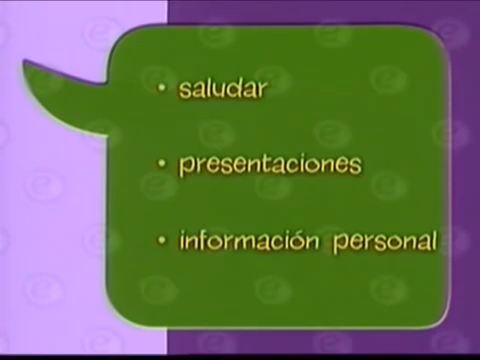 • saludar
• presentaciones
• información personal